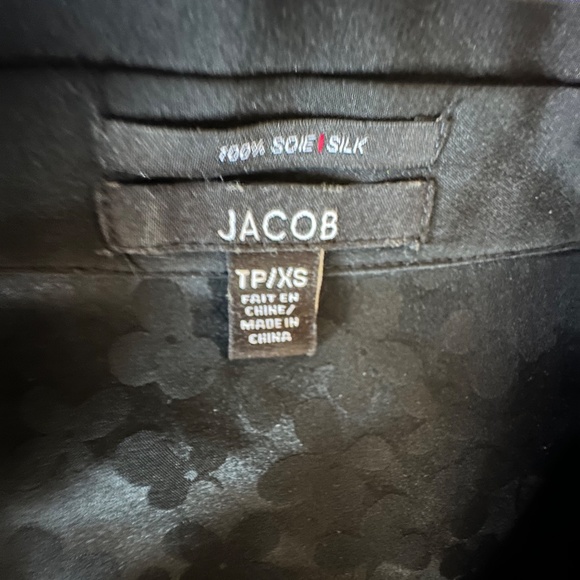 100% SOIE SILK
JACOB
TP/XS
FAIT EN
CHINE/
MADE IN
CHINA